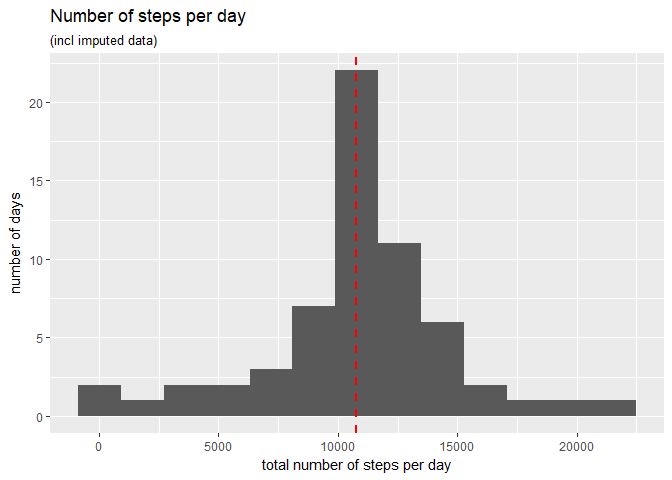 Number of steps per day
(incl imputed data)
20
15
10
5
0
number of days
0 5000 10000 15000 20000
total number of steps per day